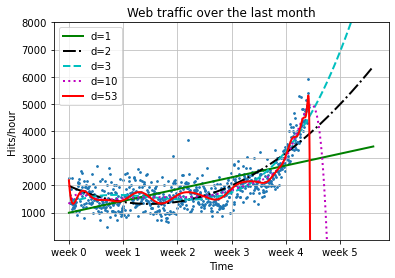 Web traffic over the last month
d=1
d=2
d=3
d=10
d=53
8000
7000
6000
5000
4000
3000
2000
1000
Hits/hour
week 0 week 1 week 2 week 3 week 4 week 5
Time